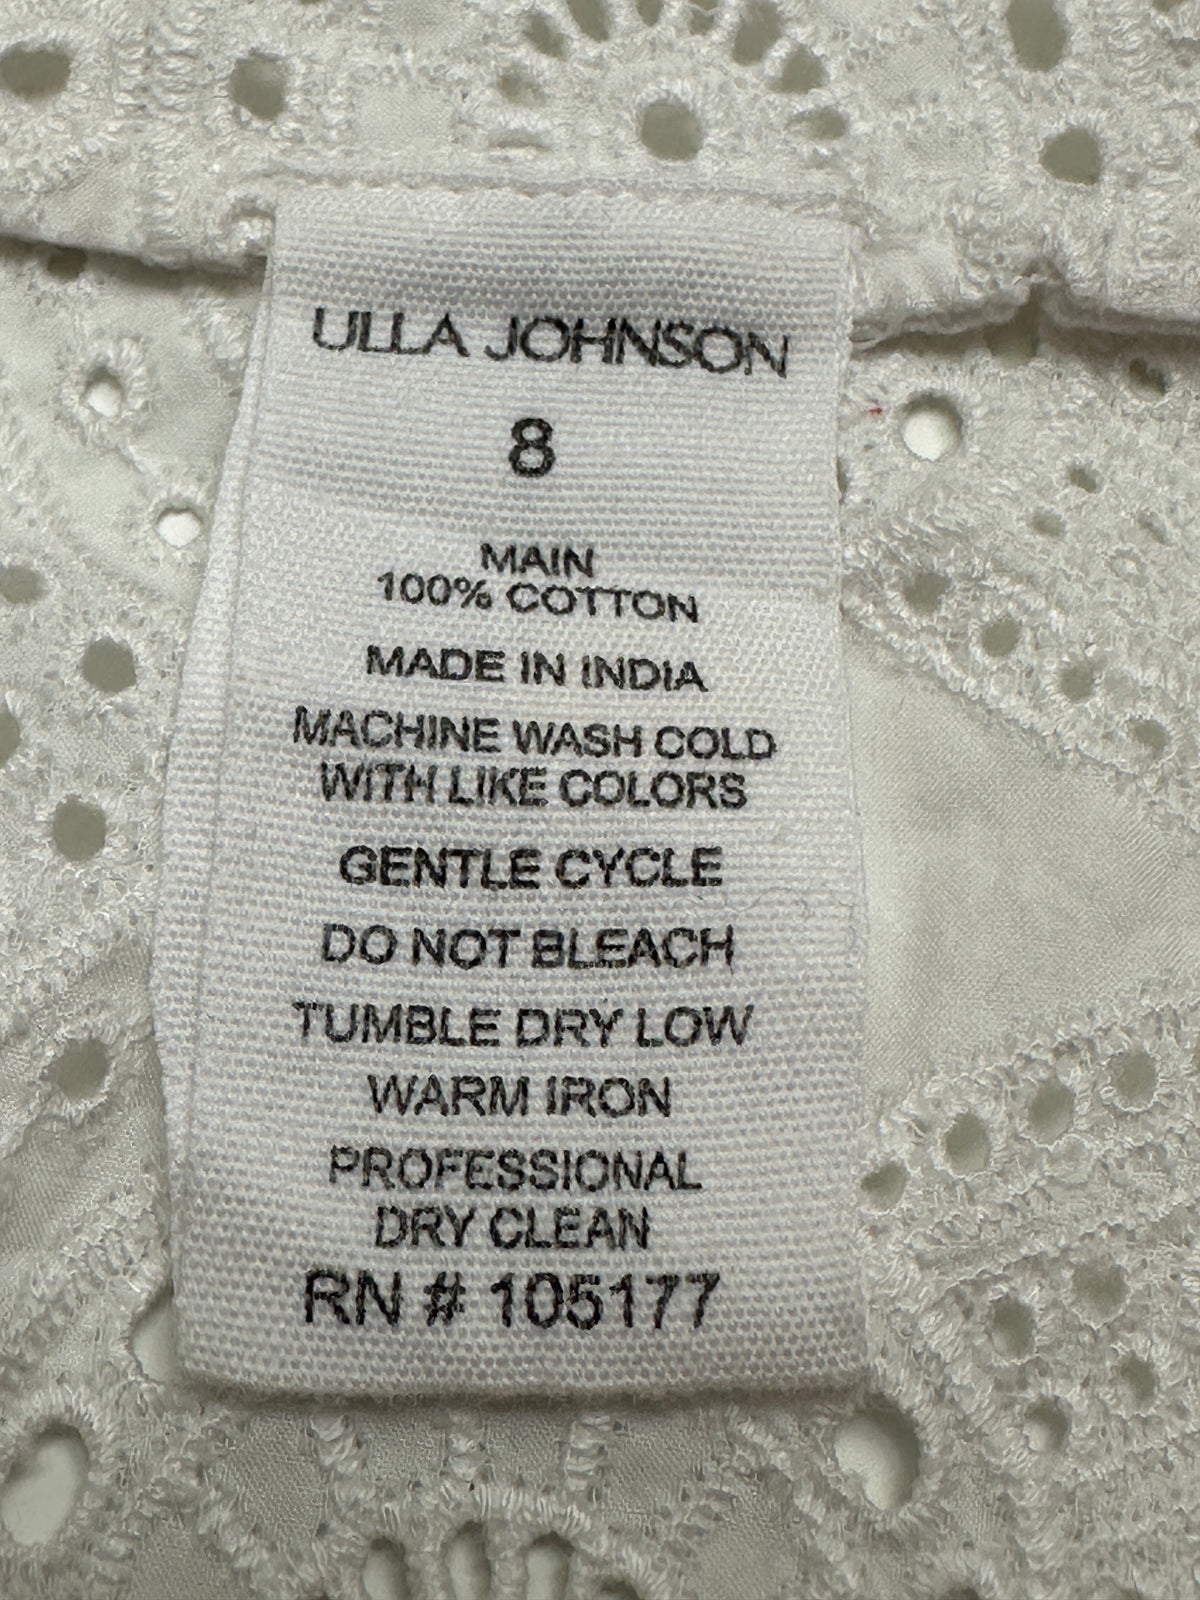 ULLA JOHNSON
8
MAIN
100% COTTON
MADE IN INDIA
MACHINE WASH COLD
WITH LIKE COLORS
GENTLE CYCLE
DO NOT BLEACH
TUMBLE DRY LOW
WARM IRON
PROFESSIONAL
DRY CLEAN
RN # 105177